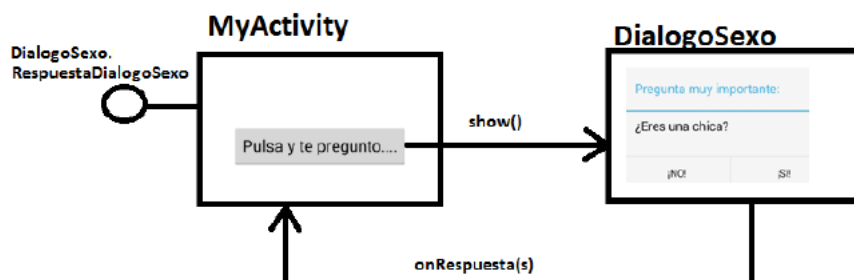 MyActivity
DialogoSexo.
RespuestaDialogoSexo
DialogoSexo
Pregunta muy importante:
¿Eres una chica?
¡NO!
¡SI!
Pulsa y te pregunto....
show()
onRespuesta(s)